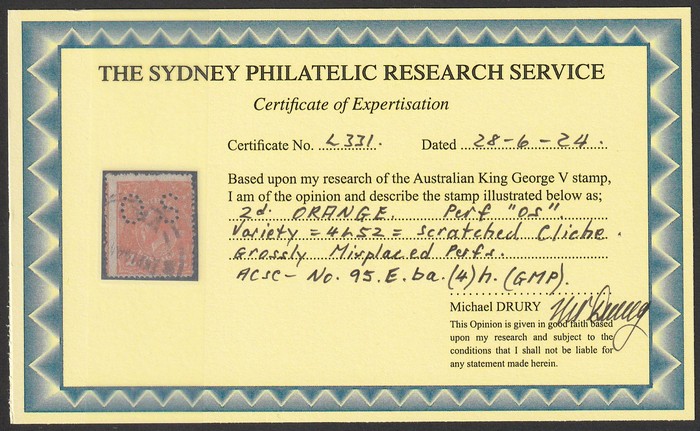 THE SYDNEY PHILATELIC RESEARCH SERVICE
Certificate of Expertisation
Certificate No. L331. Dated 28-6-24.
Based upon my research of the Australian King George V stamp,
I am of the opinion and describe the stamp illustrated below as;
2d. ORANGE. Perf "OS".
Variety = 4L52 = Scratched Cliche.
Grossly Misplaced Perfs.
ACSC- No. 95.E.ba.(4)h.(GMP).
Michael DRURY
This Opinion is given in good faith based
upon my research and subject to the
conditions that I shall not be liable for
any statement made herein.
OS